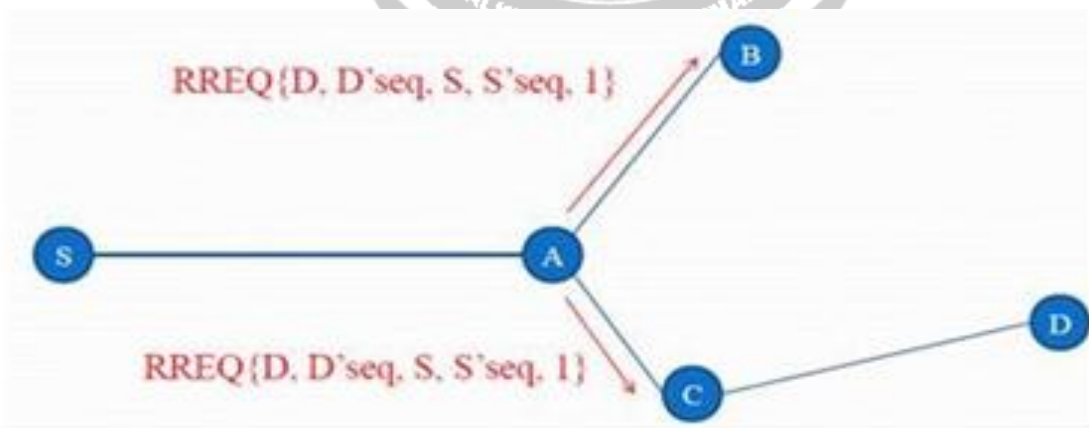 B
RREQ{D, D’seq, S, S’seq, 1}
S
A
D
RREQ{D, D’seq, S, S’seq, 1}
C